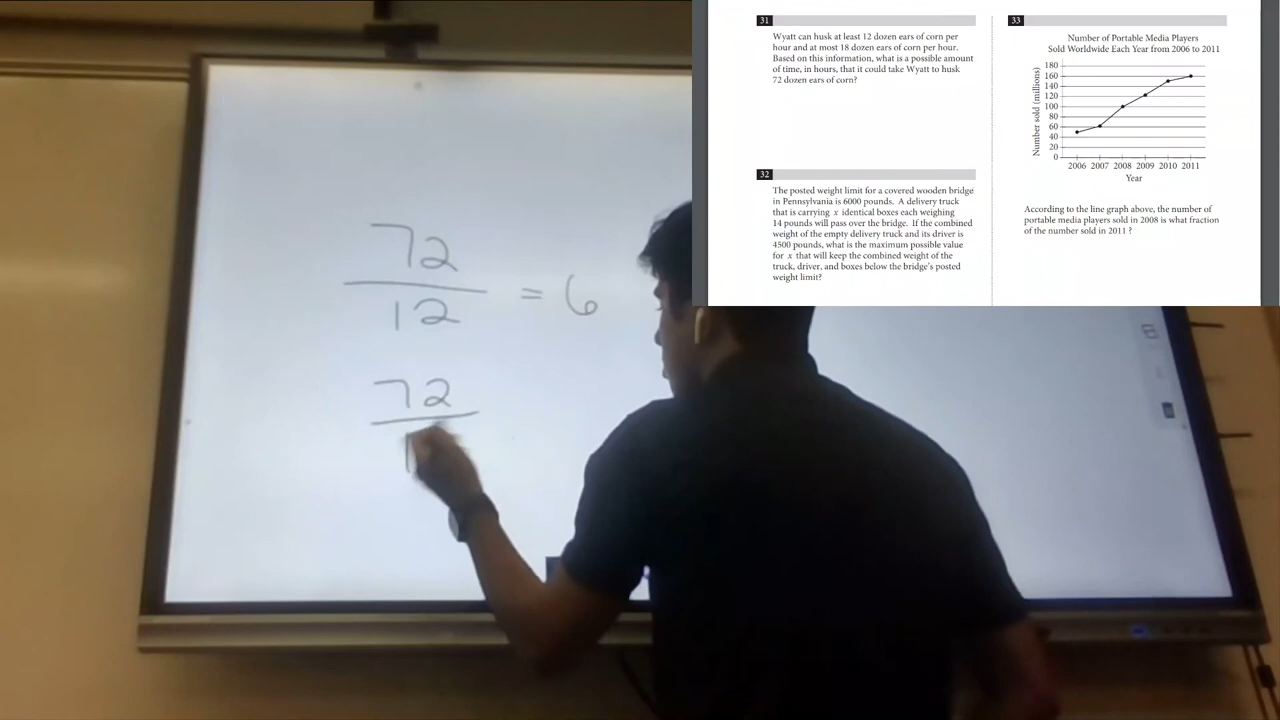 72
12
= 6
72
1
31
Wyatt can husk at least 12 dozen ears of corn per
hour and at most 18 dozen ears of corn per hour.
Based on this information, what is a possible amount
of time, in hours, that it could take Wyatt to husk
72 dozen ears of corn?
32
The posted weight limit for a covered wooden bridge
in Pennsylvania is 6000 pounds. A delivery truck
that is carrying x identical boxes each weighing
14 pounds will pass over the bridge. If the combined
weight of the empty delivery truck and its driver is
4500 pounds, what is the maximum possible value
for x that will keep the combined weight of the
truck, driver, and boxes below the bridge's posted
weight limit?
33
Number of Portable Media Players
Sold Worldwide Each Year from 2006 to 2011
Number sold (millions)
180
160
140
120
100
80
60
40
20
0
2006 2007 2008 2009 2010 2011
Year
According to the line graph above, the number of
portable media players sold in 2008 is what fraction
of the number sold in 2011 ?